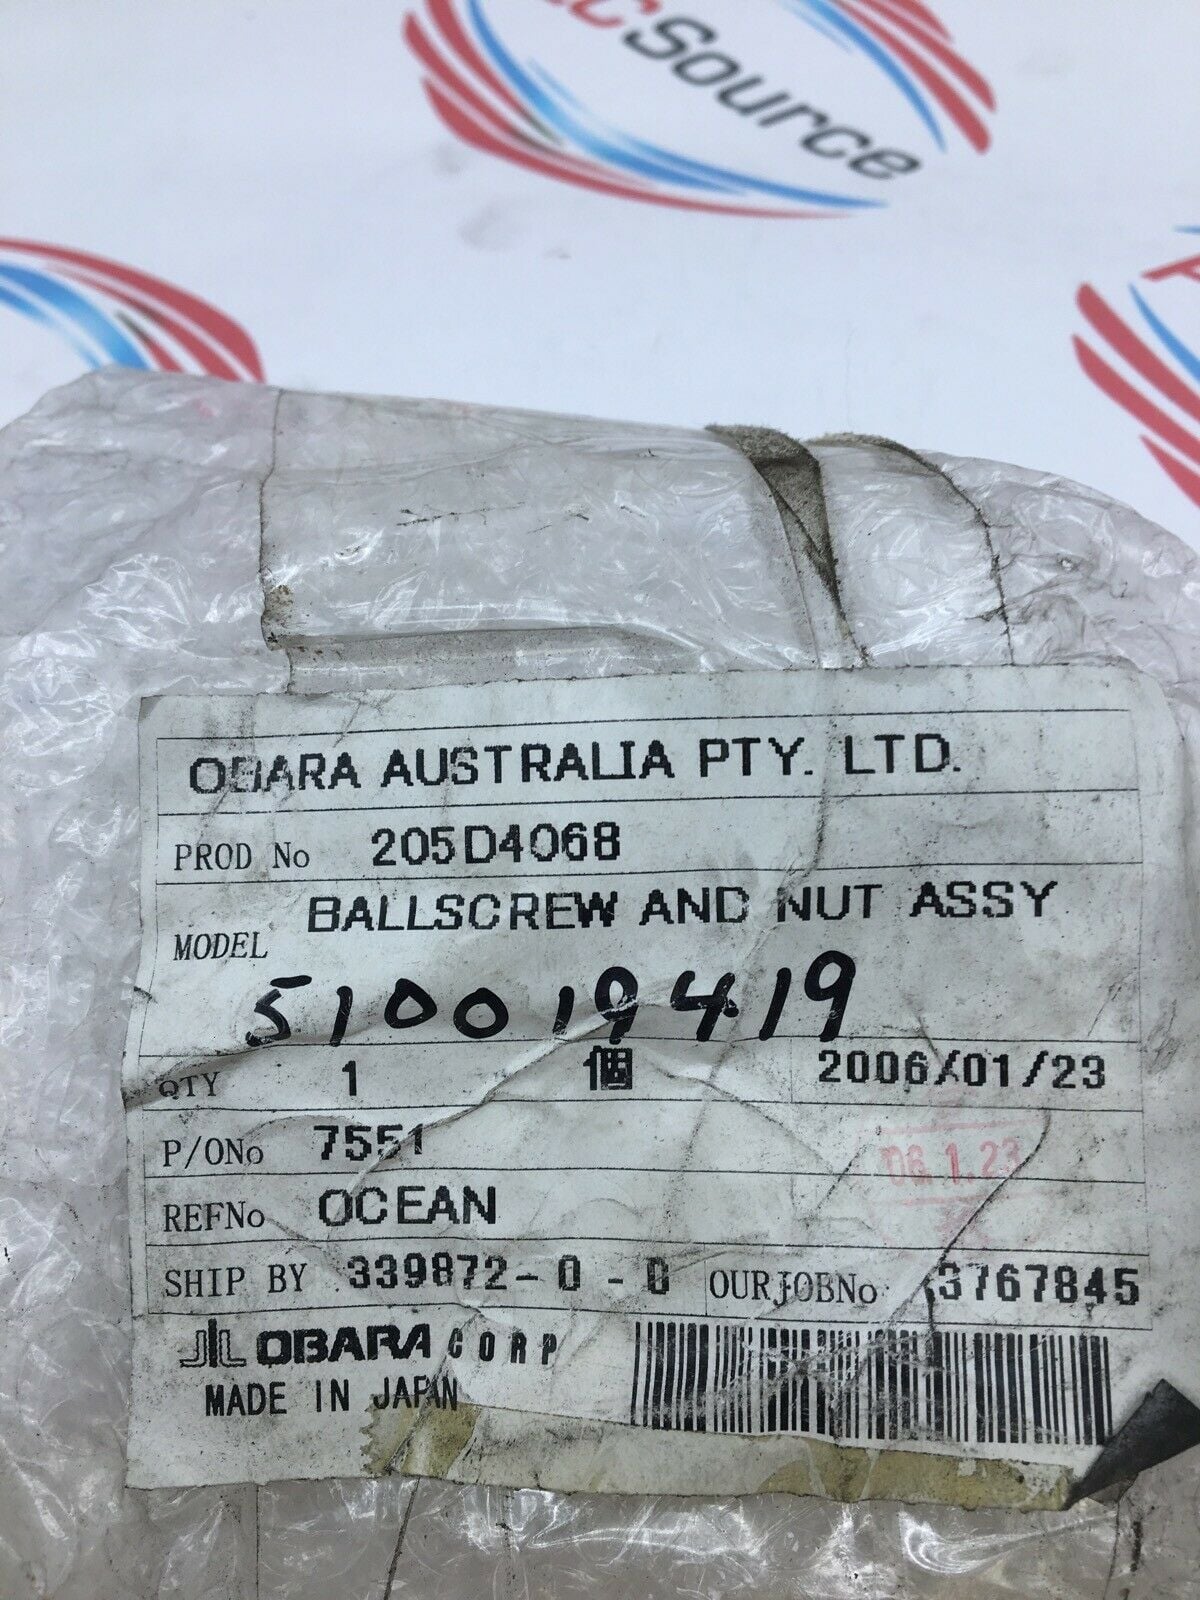 cSource
OBARA AUSTRALIA PTY. LTD.
PROD No 205D4068
MODEL BALLSCREW AND NUT ASSY
510019419
QTY 1 1個 2006/01/23
P/ONo 7551
06.1.23
REFNo OCEAN
SHIP BY 339872-0 -0 OURJOBNo 3767845
OBARA CORP
MADE IN JAPAN